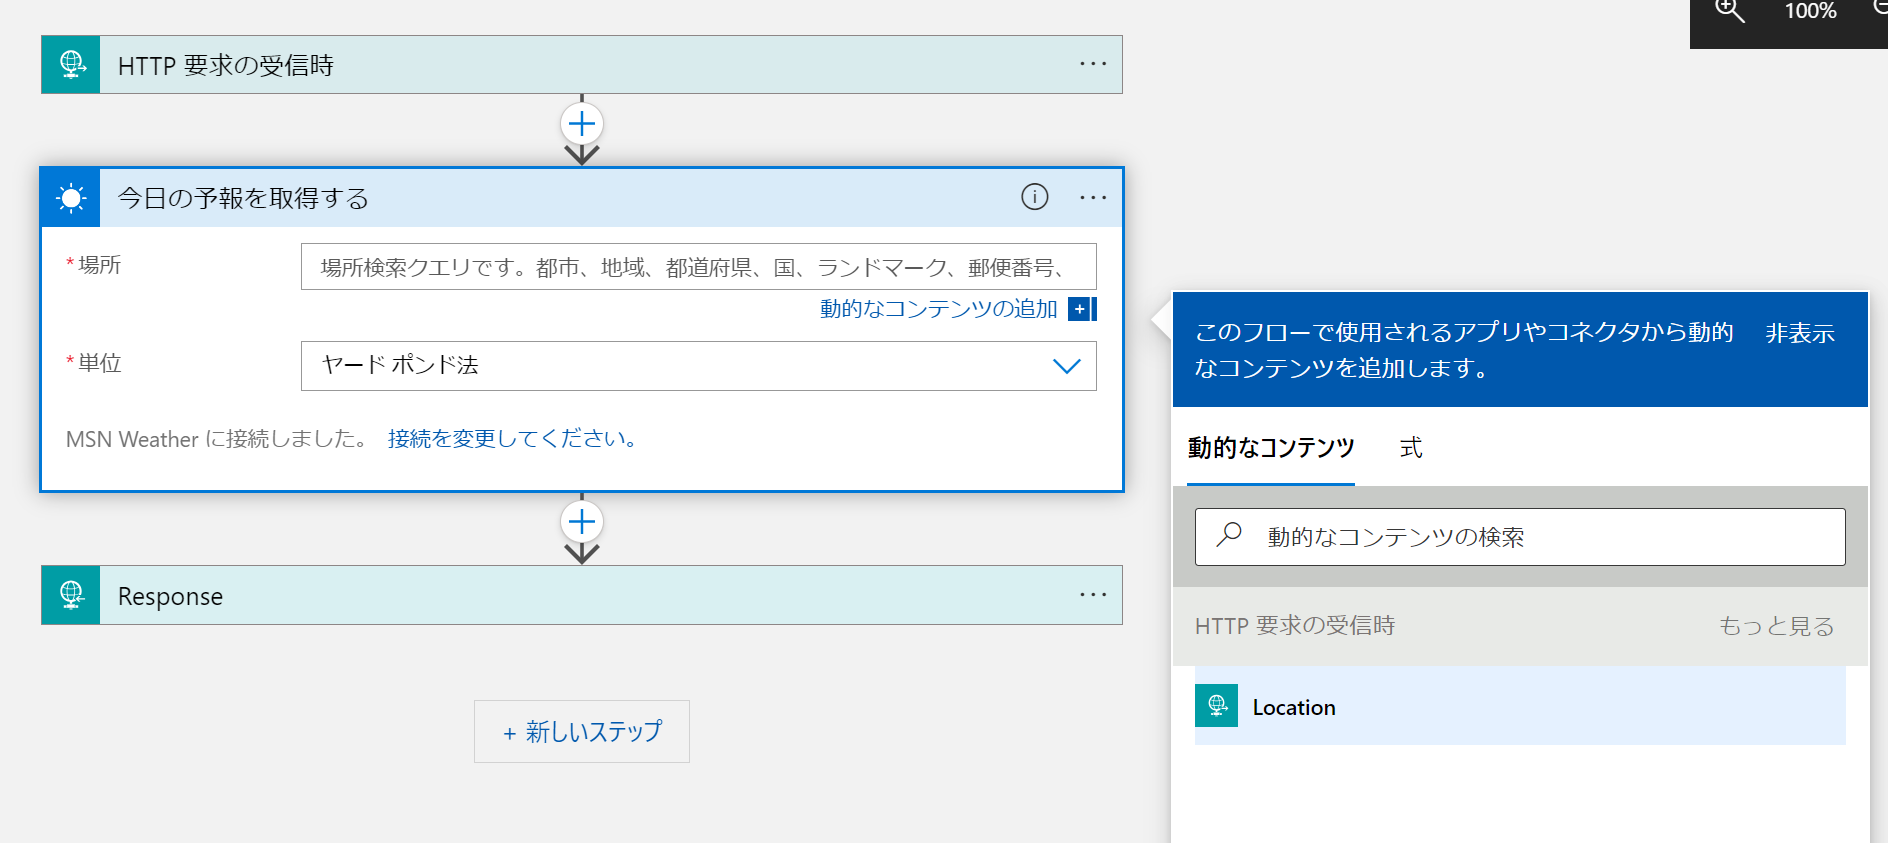 100%
HTTP 要求の受信時
今日の予報を取得する
*場所
場所検索クエリです。都市、地域、都道府県、国、ランドマーク、郵便番号、
動的なコンテンツの追加
*単位
ヤード ポンド法
MSN Weather に接続しました。 接続を変更してください。
Response
+ 新しいステップ
このフローで使用されるアプリやコネクタから動的
なコンテンツを追加します。
非表示
動的なコンテンツ 式
動的なコンテンツの検索
HTTP 要求の受信時 もっと見る
Location